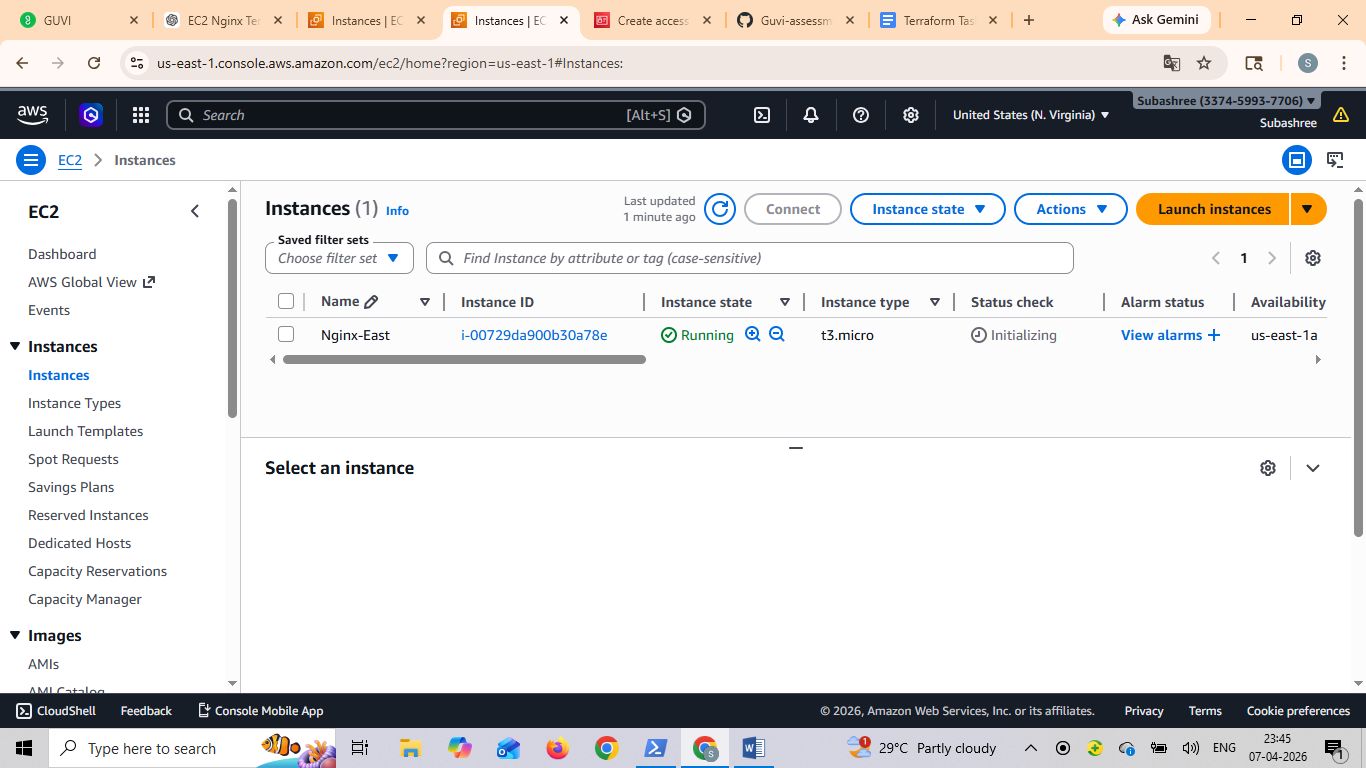 GUVI
EC2 Nginx Ter
Instances | EC
Instances | EC
Create access
Guvi-assessm
Terraform Tas
Ask Gemini
us-east-1.console.aws.amazon.com/ec2/home?region=us-east-1#Instances:
S
aws
Search
[Alt+S]
United States (N. Virginia)
Subashree (3374-5993-7706)
Subashree
EC2
Instances
EC2
Dashboard
AWS Global View
Events
Instances
Instances
Instance Types
Launch Templates
Spot Requests
Savings Plans
Reserved Instances
Dedicated Hosts
Capacity Reservations
Capacity Manager
Images
AMIs
AMI Catalog
Instances (1) Info
Last updated
1 minute ago
Connect
Instance state
Actions
Launch instances
Saved filter sets
Choose filter set
Find Instance by attribute or tag (case-sensitive)
1
Name
Instance ID
Instance state
Instance type
Status check
Alarm status
Availability
Nginx-East
i-00729da900b30a78e
Running
t3.micro
Initializing
View alarms +
us-east-1a
Select an instance
CloudShell
Feedback
Console Mobile App
© 2026, Amazon Web Services, Inc. or its affiliates.
Privacy
Terms
Cookie preferences
Type here to search
S
1
29°C Partly cloudy
ENG
23:45
07-04-2026
1